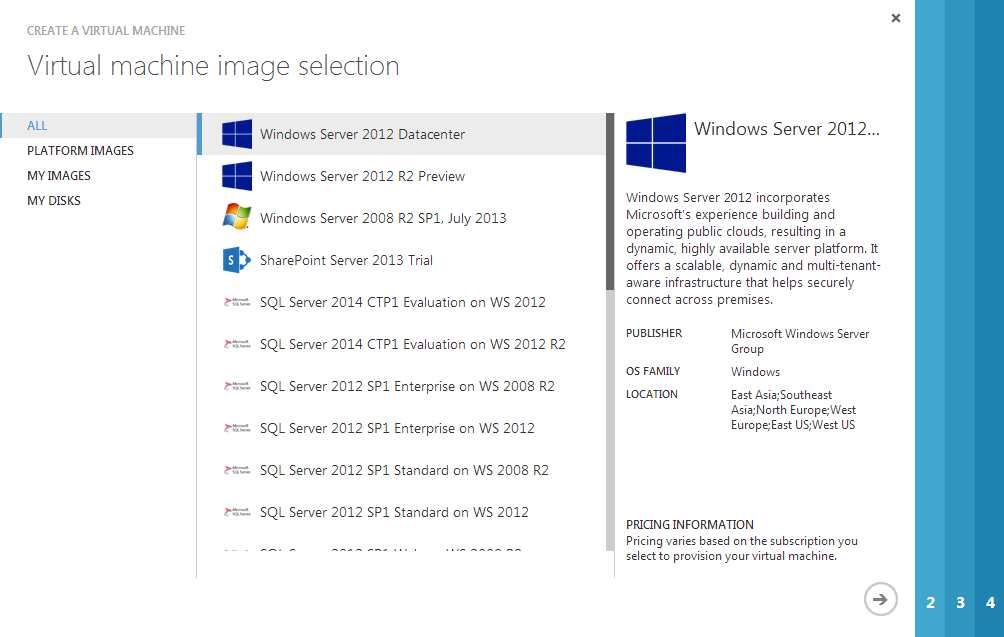 CREATE A VIRTUAL MACHINE
Virtual machine image selection
ALL
PLATFORM IMAGES
MY IMAGES
MY DISKS
Windows Server 2012 Datacenter
Windows Server 2012 R2 Preview
Windows Server 2008 R2 SP1, July 2013
SharePoint Server 2013 Trial
SQL Server 2014 CTP1 Evaluation on WS 2012
SQL Server 2014 CTP1 Evaluation on WS 2012 R2
SQL Server 2012 SP1 Enterprise on WS 2008 R2
SQL Server 2012 SP1 Enterprise on WS 2012
SQL Server 2012 SP1 Standard on WS 2008 R2
SQL Server 2012 SP1 Standard on WS 2012
Windows Server 2012...
Windows Server 2012 incorporates
Microsoft's experience building and
operating public clouds, resulting in a
dynamic, highly available server platform. It
offers a scalable, dynamic and multi-tenant-
aware infrastructure that helps securely
connect across premises.
PUBLISHER
Microsoft Windows Server
Group
OS FAMILY
Windows
LOCATION
East Asia;Southeast
Asia;North Europe;West
Europe;East US;West US
PRICING INFORMATION
Pricing varies based on the subscription you
select to provision your virtual machine.
2 3 4